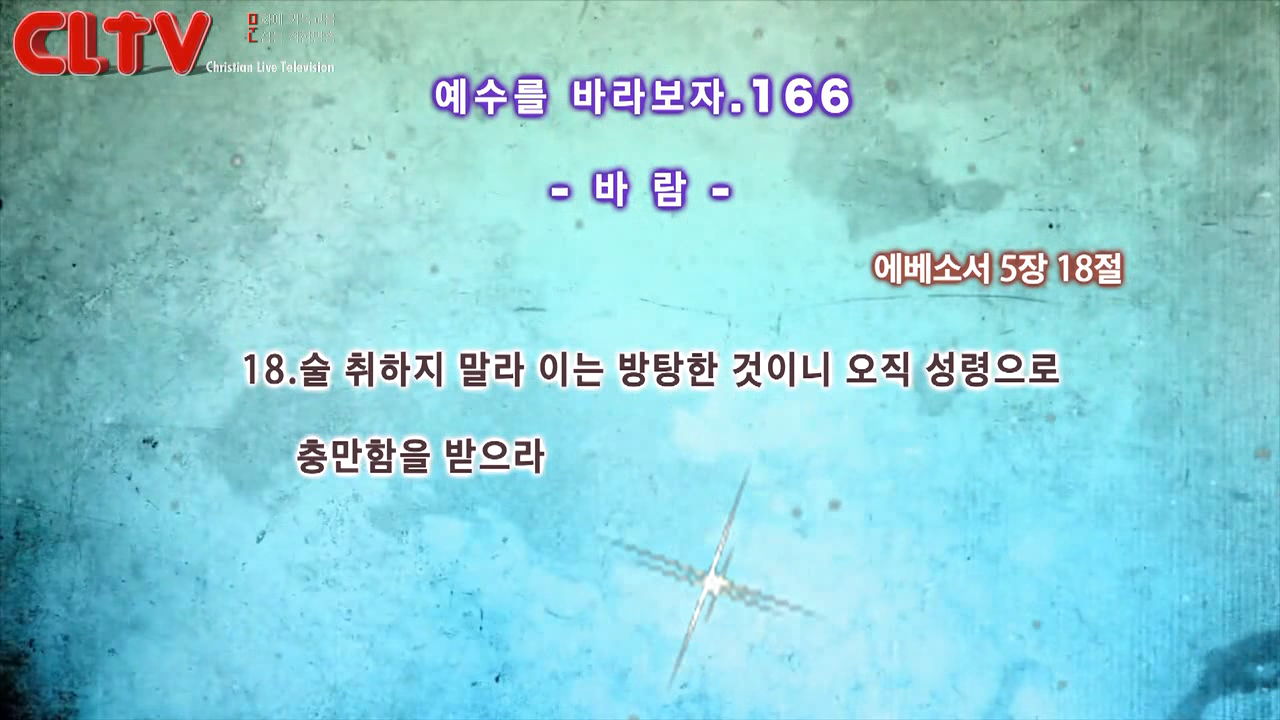 CLTV
Christian Live Television
예수를 바라보자.166
- 바 람 -
에베소서 5장 18절
18.술 취하지 말라 이는 방탕한 것이니 오직 성령으로
충만함을 받으라